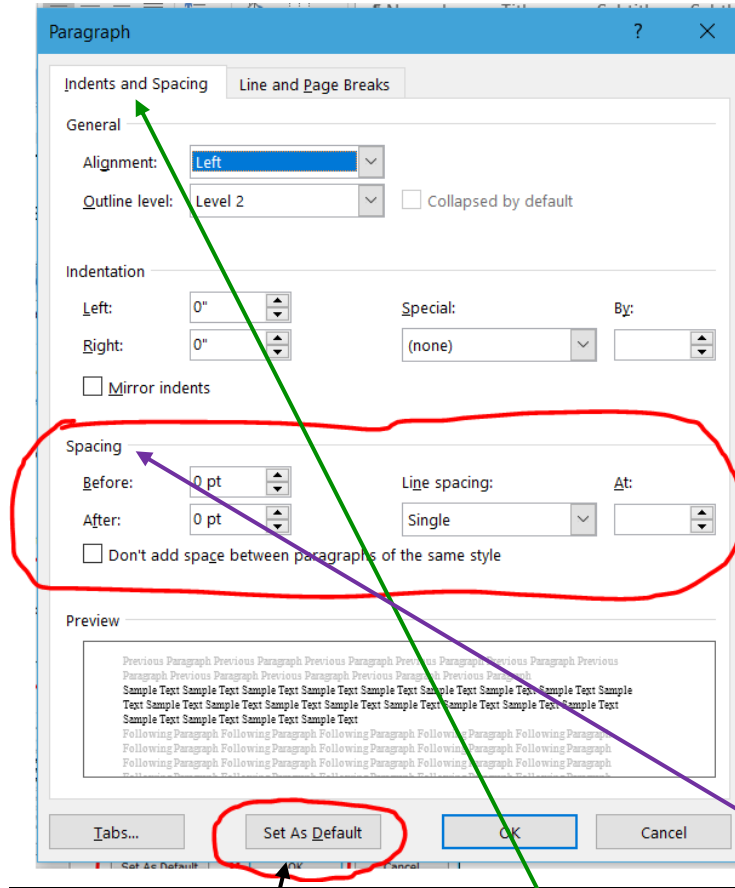 Paragraph ? ×
Indents and Spacing Line and Page Breaks
General
Alignment: Left
Outline level: Level 2 Collapsed by default
Indentation
Left: 0" Special: By:
Right: 0" (none)
Mirror indents
Spacing
Before: 0 pt Line spacing: At:
After: 0 pt Single
Don't add space between paragraphs of the same style
Preview
Previous Paragraph Previous Paragraph Previous Paragraph Previous Paragraph Previous Paragraph Previous
Paragraph Previous Paragraph Previous Paragraph Previous Paragraph Previous Paragraph
Sample Text Sample Text Sample Text Sample Text Sample Text Sample Text Sample Text Sample Text Sample
Text Sample Text Sample Text Sample Text Sample Text Sample Text Sample Text Sample Text Sample Text
Sample Text Sample Text Sample Text Sample Text
Following Paragraph Following Paragraph Following Paragraph Following Paragraph Following Paragraph
Following Paragraph Following Paragraph Following Paragraph Following Paragraph Following Paragraph
Following Paragraph Following Paragraph Following Paragraph Following Paragraph Following Paragraph
Tabs... Set As Default OK Cancel
Set As Default OK Cancel